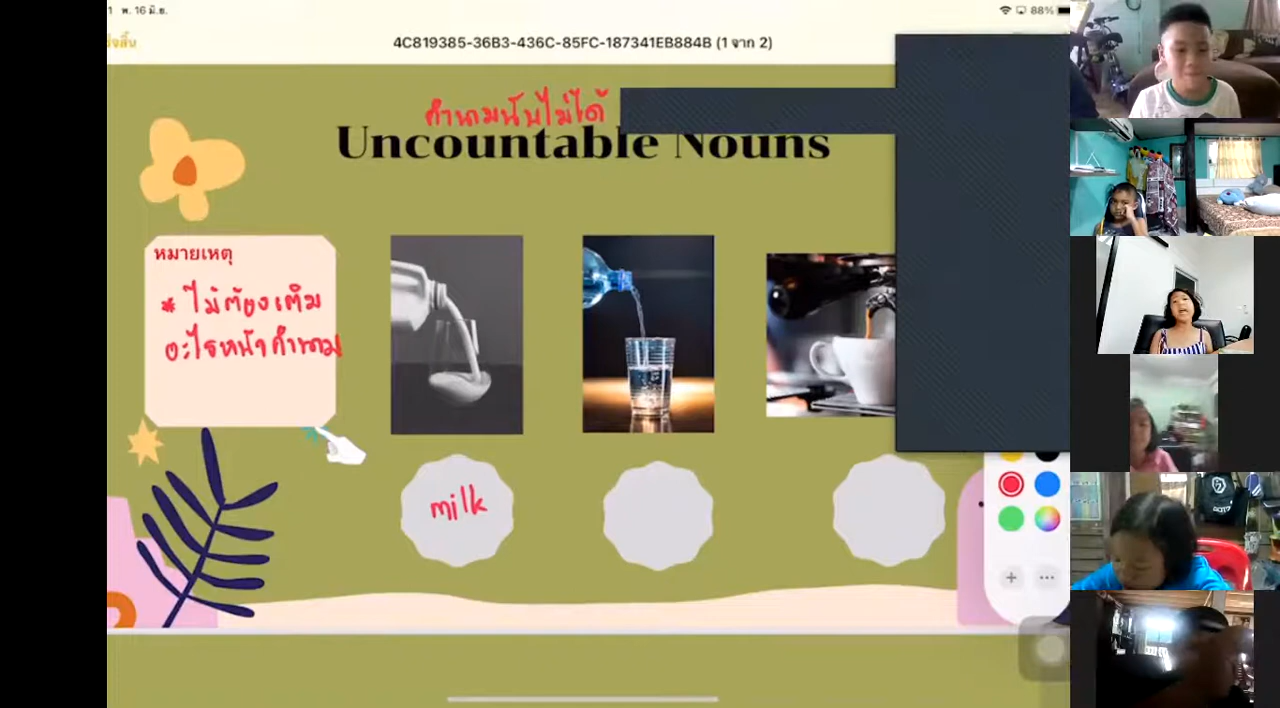 พ. 16 มิ.ย.
88%
4C819385-36B3-436C-85FC-187341EB884B (1 จาก 2)
คำนามนับไม่ได้
Uncountable Nouns
หมายเหตุ
* ไม่ต้องเติม
อะไรหน้าคำนาม
milk